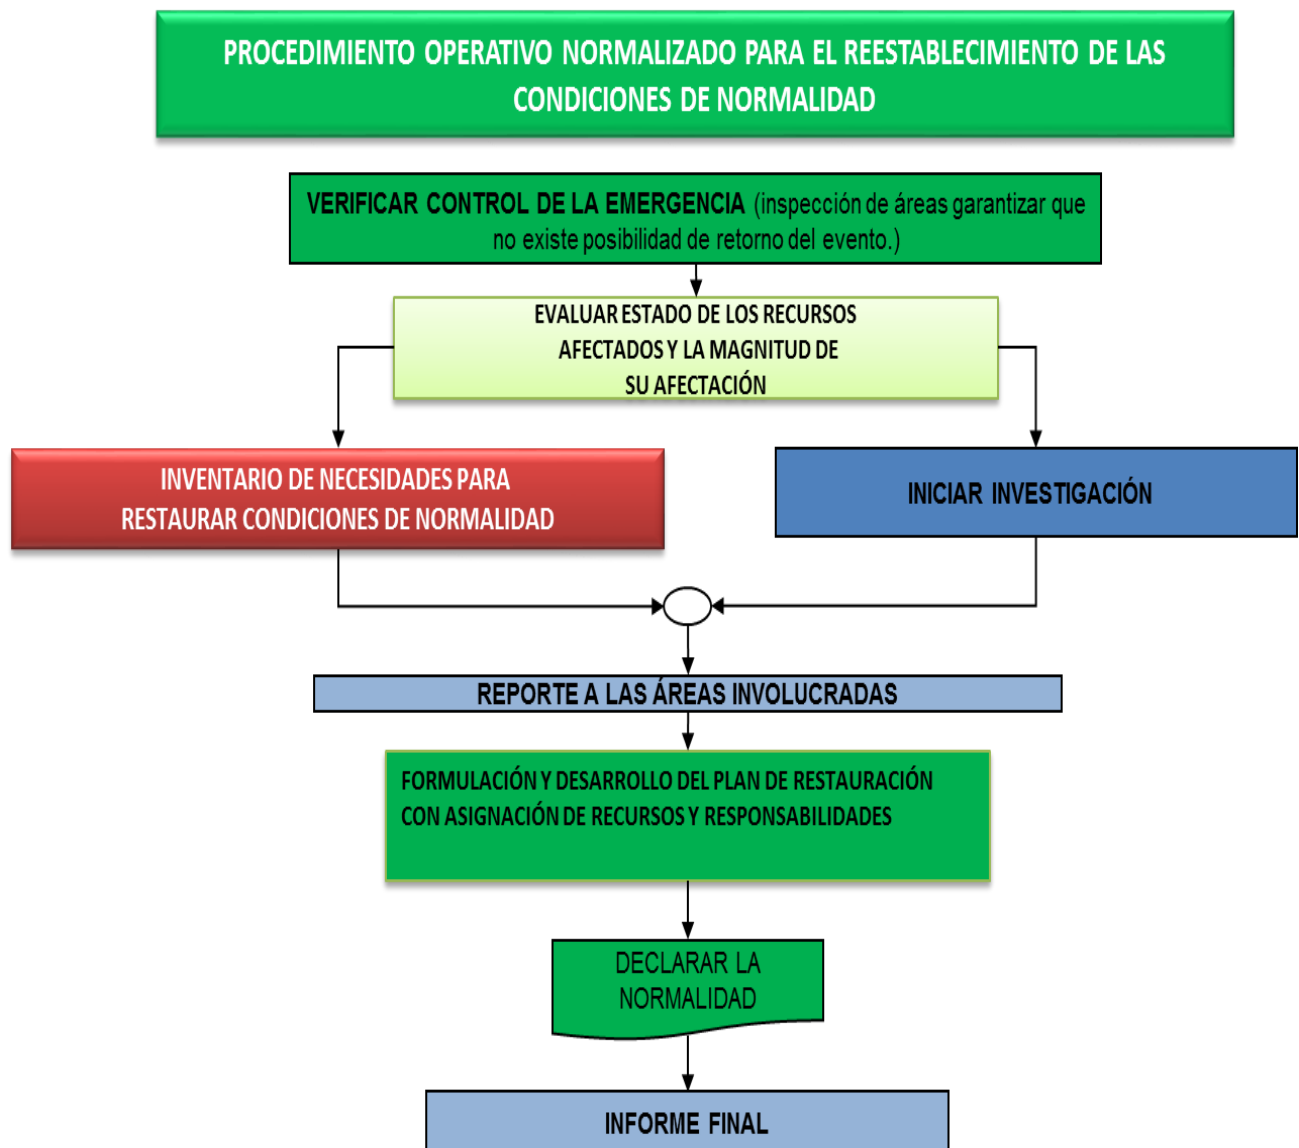 PROCEDIMIENTO OPERATIVO NORMALIZADO PARA EL REESTABLECIMIENTO DE LAS
CONDICIONES DE NORMALIDAD
VERIFICAR CONTROL DE LA EMERGENCIA (inspección de áreas garantizar que
no existe posibilidad de retorno del evento.)
EVALUAR ESTADO DE LOS RECURSOS
AFECTADOS Y LA MAGNITUD DE
SU AFECTACIÓN
INVENTARIO DE NECESIDADES PARA
RESTAURAR CONDICIONES DE NORMALIDAD
INICIAR INVESTIGACIÓN
REPORTE A LAS ÁREAS INVOLUCRADAS
FORMULACIÓN Y DESARROLLO DEL PLAN DE RESTAURACIÓN
CON ASIGNACIÓN DE RECURSOS Y RESPONSABILIDADES
DECLARAR LA
NORMALIDAD
INFORME FINAL